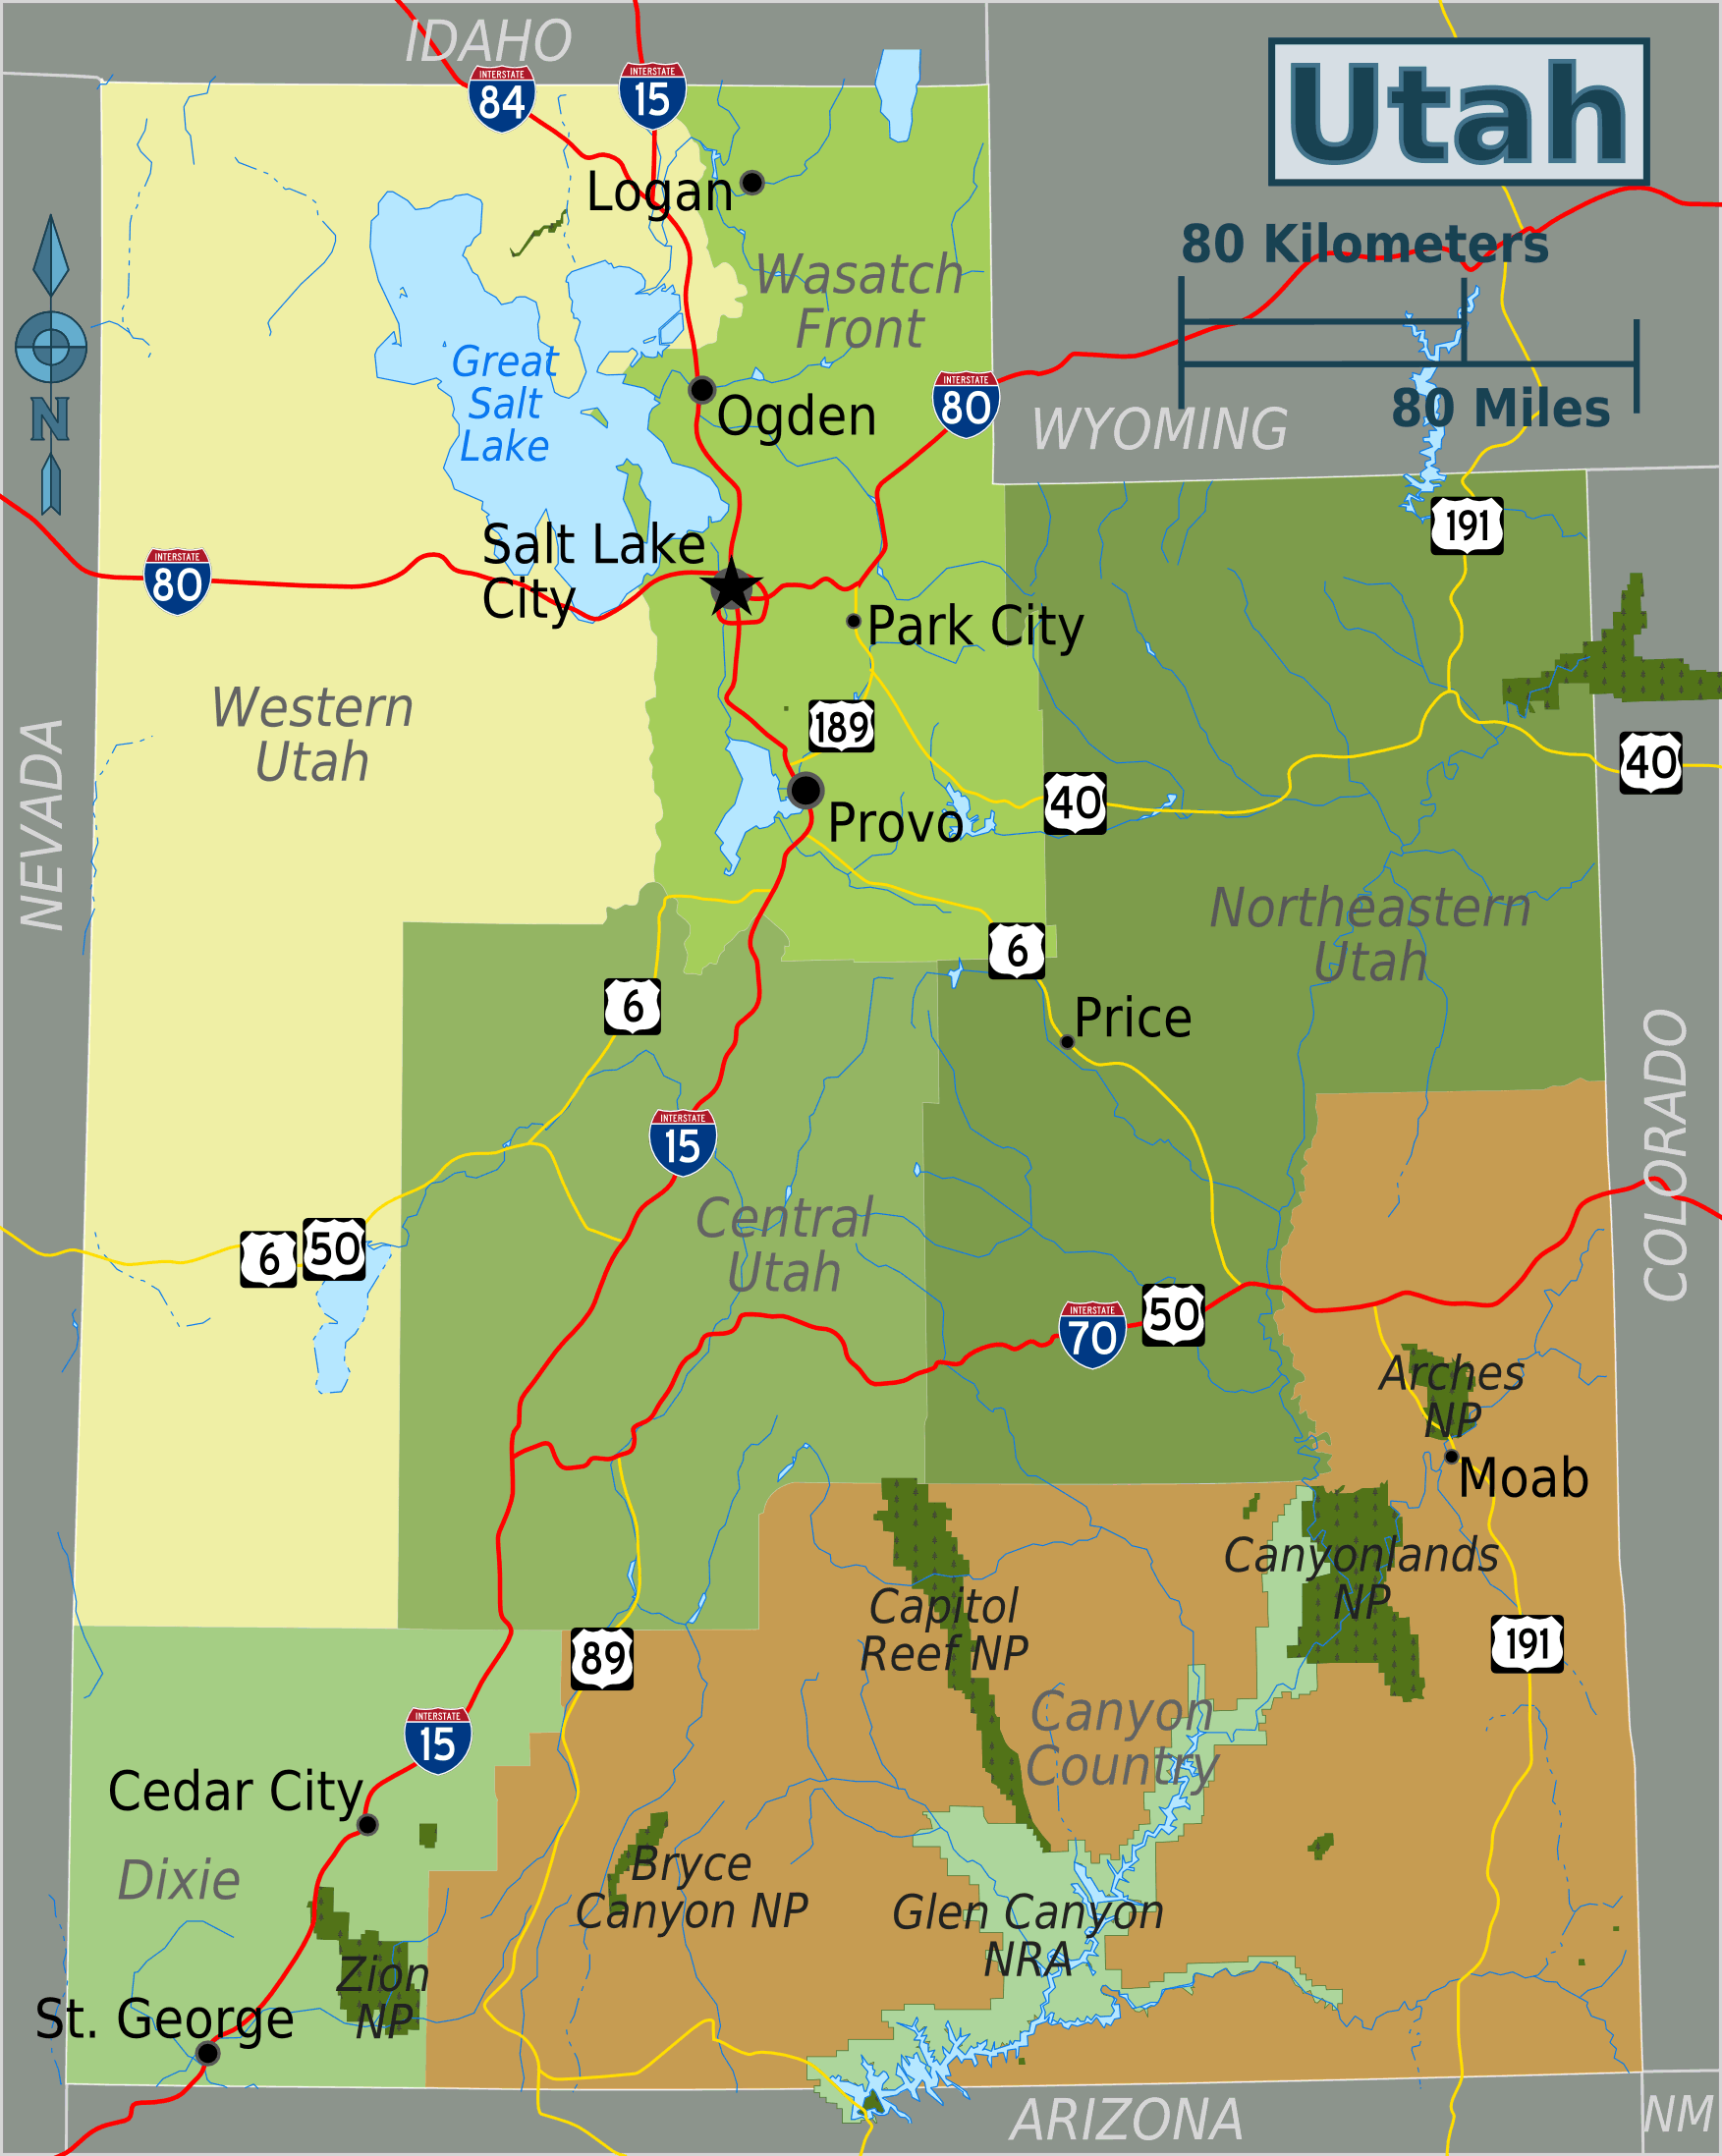 IDAHO
Utah
INTERSTATE
84
INTERSTATE
15
Logan
80 Kilometers
Wasatch
Front
Great
Salt
Lake
N
Ogden
INTERSTATE
80
WYOMING
80 Miles
191
Salt Lake
City
INTERSTATE
80
Park City
Western
Utah
189
40
40
NEVADA
Provo
Northeastern
Utah
6
6
Price
COLORADO
INTERSTATE
15
Central
Utah
6
50
INTERSTATE
70
50
Arches
NP
Moab
Canyonlands
NP
Capitol
Reef NP
89
191
Canyon
Country
INTERSTATE
15
Cedar City
Dixie
Bryce
Canyon NP
Glen Canyon
NRA
Zion
NP
St. George
ARIZONA
NM